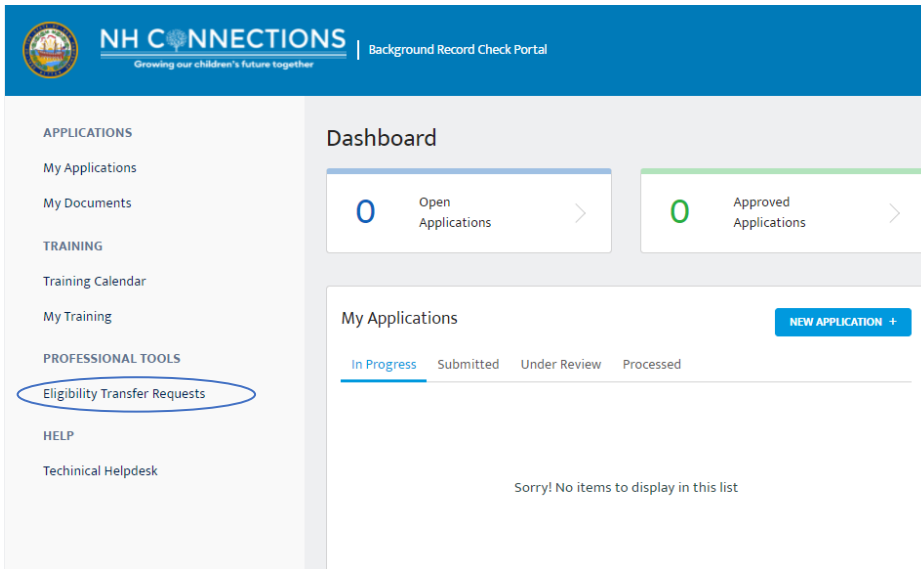 NH CONNECTIONS
Growing our children's future together
Background Record Check Portal
APPLICATIONS
My Applications
My Documents
TRAINING
Training Calendar
My Training
PROFESSIONAL TOOLS
Eligibility Transfer Requests
HELP
Techinical Helpdesk
Dashboard
0
Open
Applications
0
Approved
Applications
My Applications
NEW APPLICATION +
In Progress Submitted Under Review Processed
Sorry! No items to display in this list